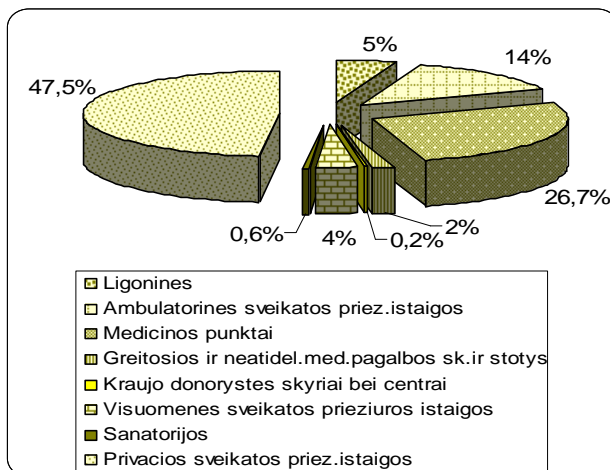 5%
14%
47,5%
26,7%
2%
0,2%
4%
0,6%
Ligonines
Ambulatorines sveikatos priez.istaigos
Medicinos punktai
Greitosios ir neatidel.med.pagalbos sk.ir stotys
Kraujo donorystes skyriai bei centrai
Visuomenes sveikatos prieziuros istaigos
Sanatorijos
Privacios sveikatos priez.istaigos